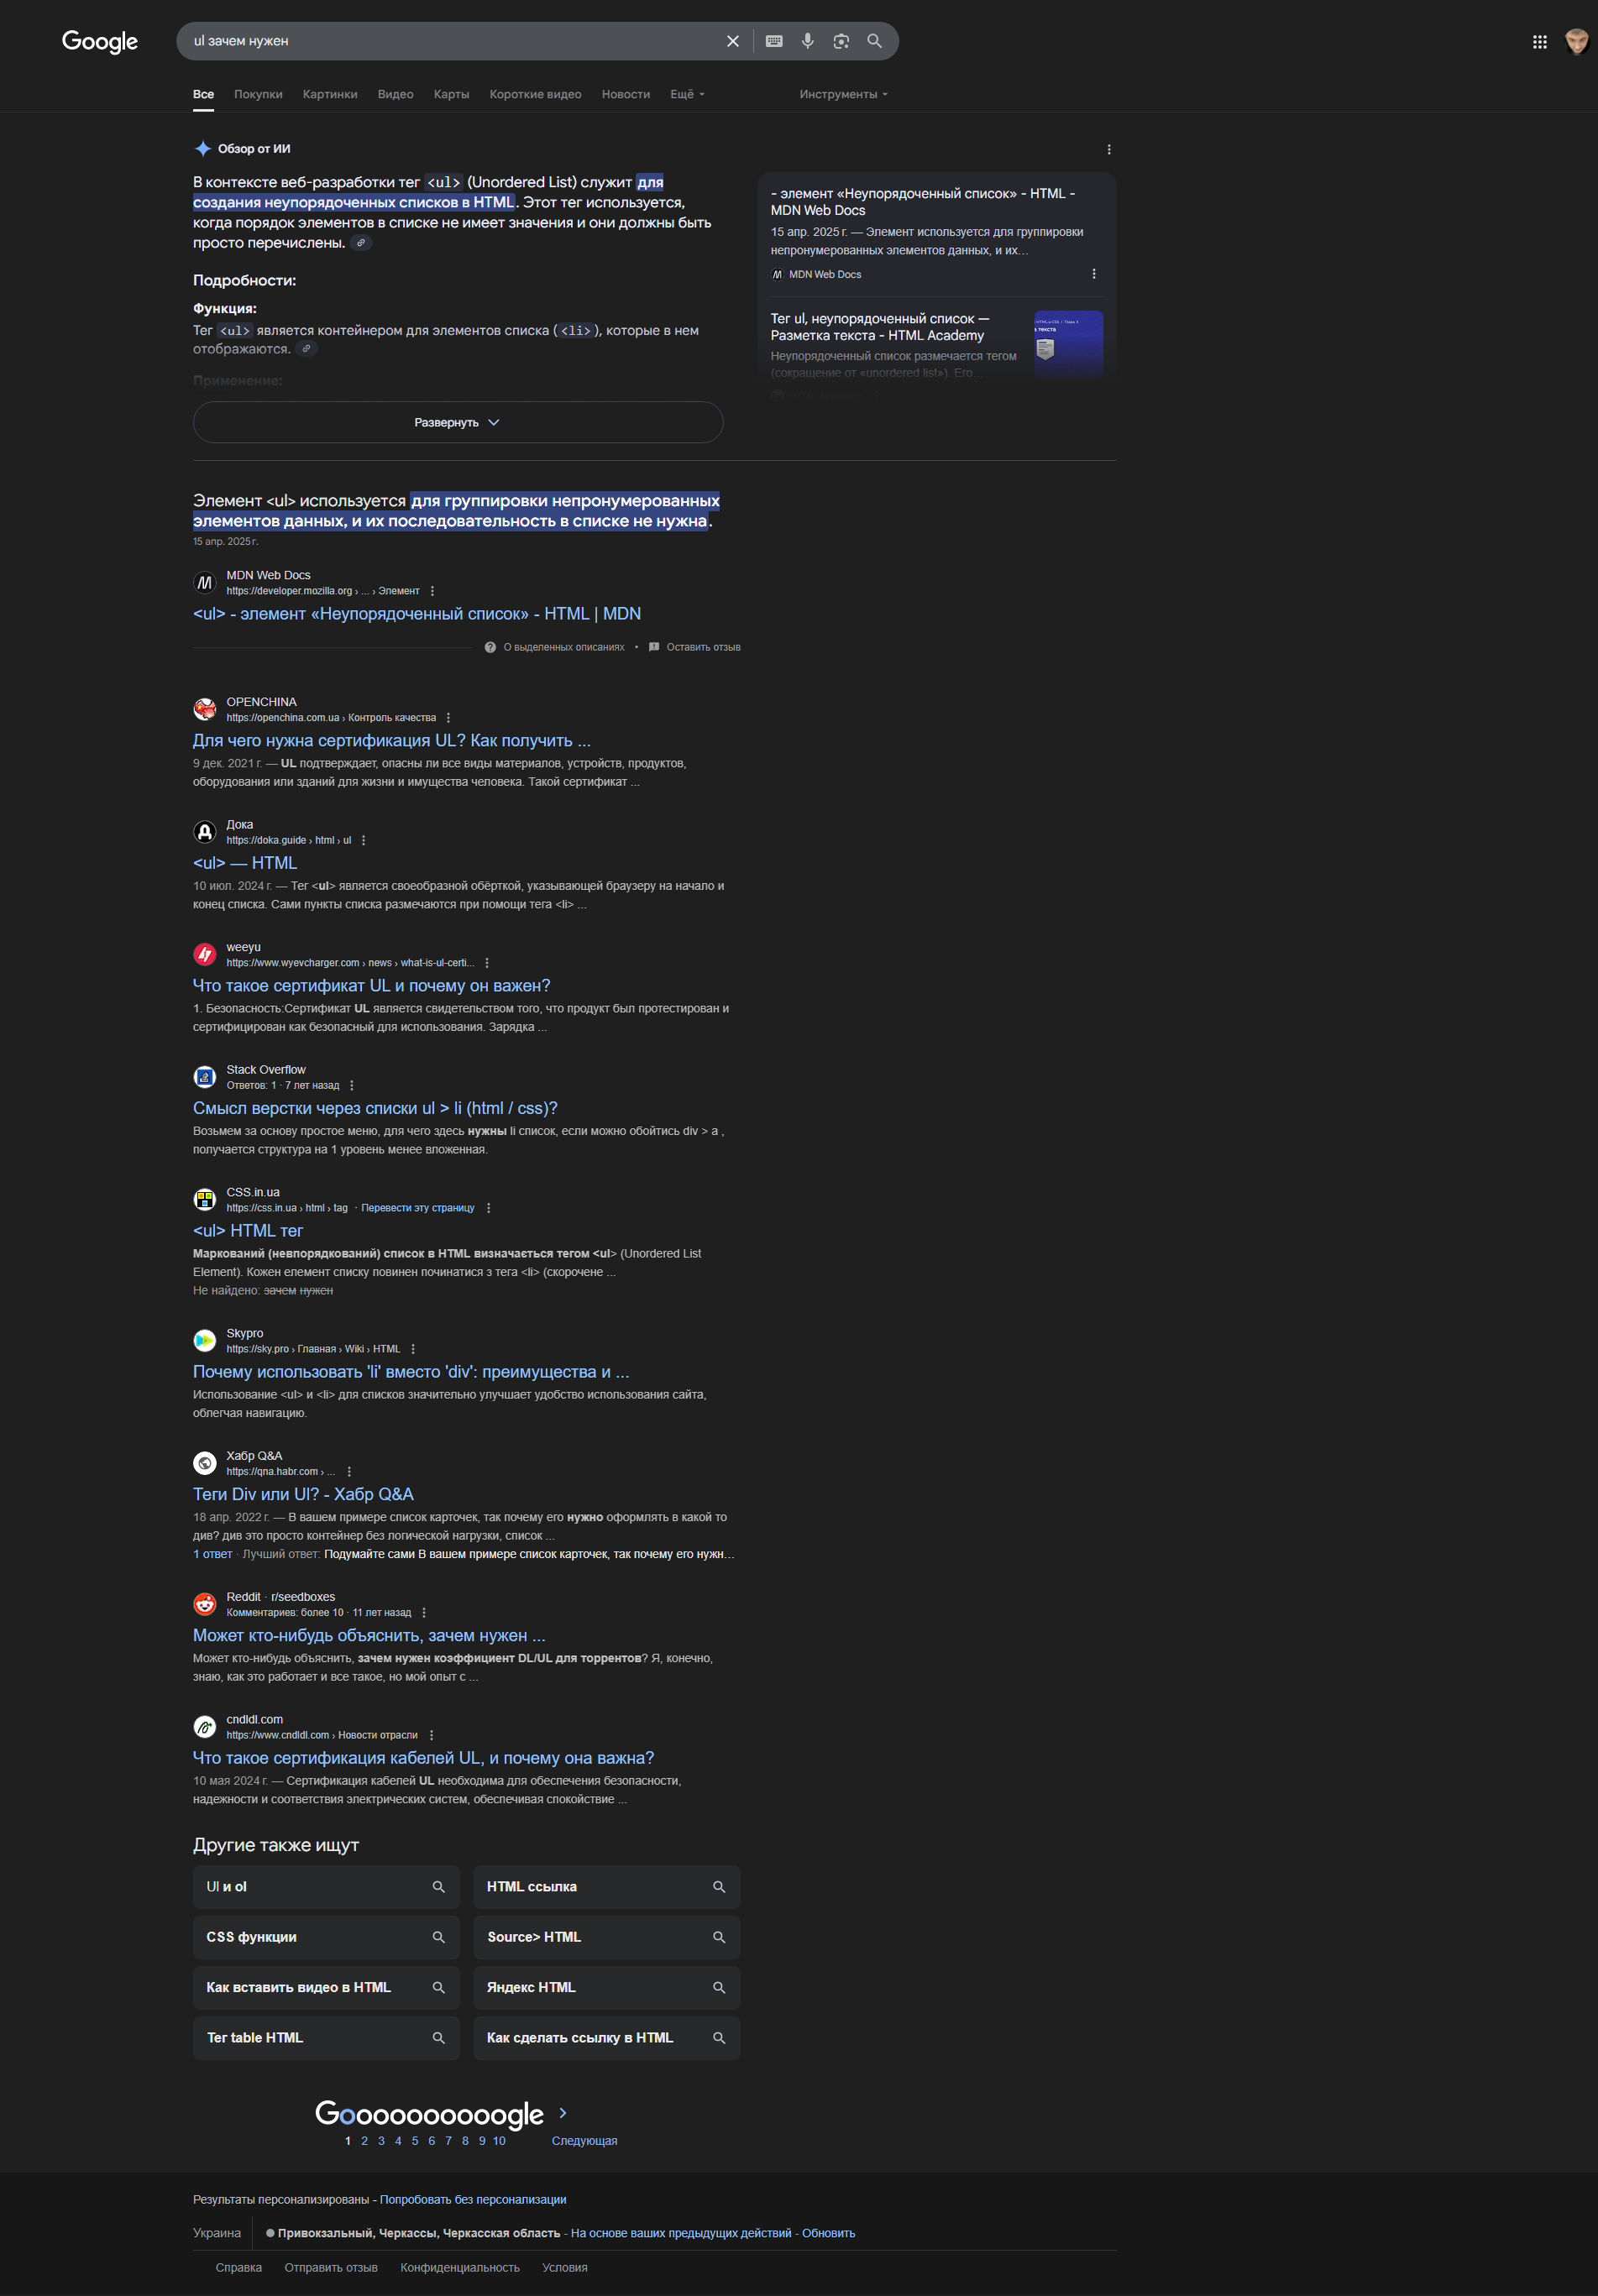 Google
ul зачем нужен
Все
Покупки
Картинки
Видео
Карты
Короткие видео
Новости
Ещё
Инструменты
Обзор от ИИ
В контексте веб-разработки тег <ul> (Unordered List) служит для
создания неупорядоченных списков в HTML. Этот тег используется,
когда порядок элементов в списке не имеет значения и они должны быть
просто перечислены.
Подробности:
Функция:
Тег <ul> является контейнером для элементов списка ( <li> ), которые в нем
отображаются.
Применение:
Развернуть
- элемент «Неупорядоченный список» - HTML -
MDN Web Docs
15 апр. 2025 г. — Элемент используется для группировки
непронумерованных элементов данных, и их…
MDN Web Docs
Тег ul, неупорядоченный список —
Разметка текста - HTML Academy
Неупорядоченный список размечается тегом
(сокращение от «unordered list»). Его…
Элемент <ul> используется для группировки непронумерованных
элементов данных, и их последовательность в списке не нужна.
15 апр. 2025 г.
MDN Web Docs
https://developer.mozilla.org › ... › Элемент
<ul> - элемент «Неупорядоченный список» - HTML | MDN
О выделенных описаниях • Оставить отзыв
OPENCHINA
https://openchina.com.ua › Контроль качества
Для чего нужна сертификация UL? Как получить ...
9 дек. 2021 г. — UL подтверждает, опасны ли все виды материалов, устройств, продуктов,
оборудования или зданий для жизни и имущества человека. Такой сертификат ...
Дока
https://doka.guide › html › ul
<ul> — HTML
10 июл. 2024 г. — Тег <ul> является своеобразной обёрткой, указывающей браузеру на начало и
конец списка. Сами пункты списка размечаются при помощи тега <li> ...
weeyu
https://www.wyevcharger.com › news › what-is-ul-certi...
Что такое сертификат UL и почему он важен?
1. Безопасность:Сертификат UL является свидетельством того, что продукт был протестирован и
сертифицирован как безопасный для использования. Зарядка ...
Stack Overflow
Ответов: 1 · 7 лет назад
Смысл верстки через списки ul > li (html / css)?
Возьмем за основу простое меню, для чего здесь нужны li список, если можно обойтись div > a ,
получается структура на 1 уровень менее вложенная.
CSS.in.ua
https://css.in.ua › html › tag · Перевести эту страницу
<ul> HTML тег
Маркований (невпорядкований) список в HTML визначається тегом <ul> (Unordered List
Element). Кожен елемент списку повинен починатися з тега <li> (скорочене ...
Не найдено: зачем нужен
Skypro
https://sky.pro › Главная › Wiki › HTML
Почему использовать 'li' вместо 'div': преимущества и ...
Использование <ul> и <li> для списков значительно улучшает удобство использования сайта,
облегчая навигацию.
Хабр Q&A
https://qna.habr.com › ...
Теги Div или Ul? - Хабр Q&A
18 апр. 2022 г. — В вашем примере список карточек, так почему его нужно оформлять в какой то
див? див это просто контейнер без логической нагрузки, список ...
1 ответ · Лучший ответ: Подумайте сами В вашем примере список карточек, так почему его нужн…
Reddit · r/seedboxes
Комментариев: более 10 · 11 лет назад
Может кто-нибудь объяснить, зачем нужен ...
Может кто-нибудь объяснить, зачем нужен коэффициент DL/UL для торрентов? Я, конечно,
знаю, как это работает и все такое, но мой опыт с ...
cndldl.com
https://www.cndldl.com › Новости отрасли
Что такое сертификация кабелей UL, и почему она важна?
10 мая 2024 г. — Сертификация кабелей UL необходима для обеспечения безопасности,
надежности и соответствия электрических систем, обеспечивая спокойствие ...
Другие также ищут
Ul и ol
HTML ссылка
CSS функции
Source> HTML
Как вставить видео в HTML
Яндекс HTML
Тег table HTML
Как сделать ссылку в HTML
Goooooooooogle
1 2 3 4 5 6 7 8 9 10 Следующая
Результаты персонализированы - Попробовать без персонализации
Украина
Привокзальный, Черкассы, Черкасская область - На основе ваших предыдущих действий - Обновить
Справка
Отправить отзыв
Конфиденциальность
Условия